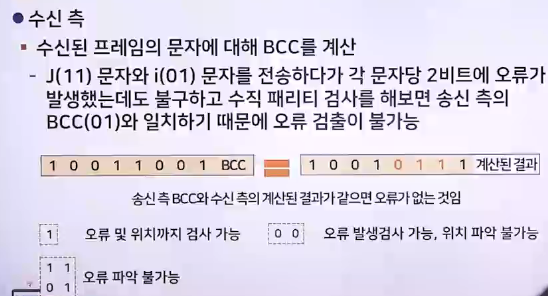 ● 수신 측
▪ 수신된 프레임의 문자에 대해 BCC를 계산
- J(11) 문자와 i(01) 문자를 전송하다가 각 문자당 2비트에 오류가
발생했는데도 불구하고 수직 패리티 검사를 해보면 송신 측의
BCC(01)와 일치하기 때문에 오류 검출이 불가능
1 0 0 1 1 0 0 1 BCC = 1 0 0 1 0 1 1 1 계산된 결과
송신 측 BCC와 수신 측의 계산된 결과가 같으면 오류가 없는 것임
1 오류 및 위치까지 검사 가능 0 0 오류 발생검사 가능, 위치 파악 불가능
1 1
0 1 오류 파악 불가능